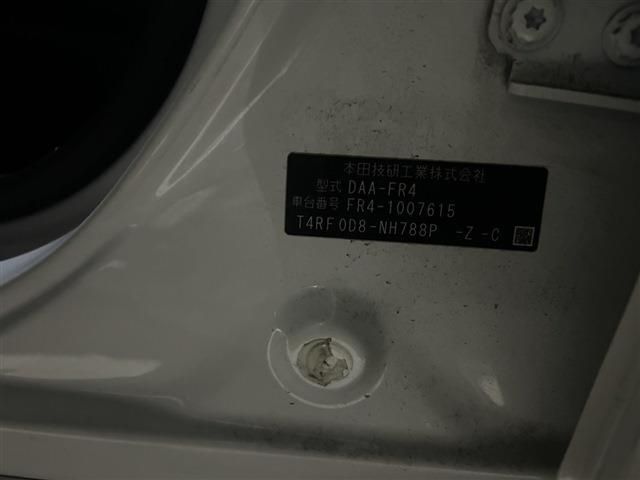 本田技研工業株式会社
型式 DAA-FR4
車台番号 FR4-1007615
T4RF0D8-NH788P -Z-C